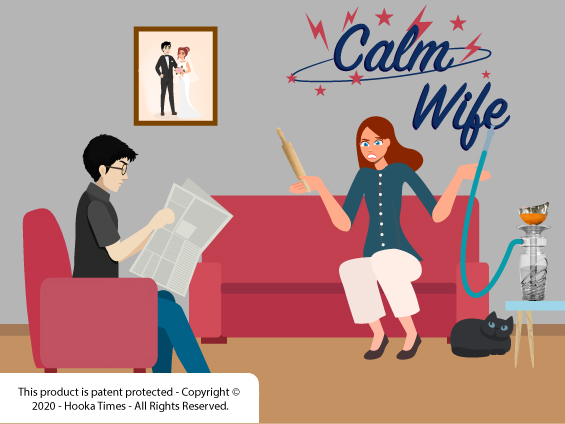 Calm
Wife
This product is patent protected - Copyright ©
2020 - Hooka Times - All Rights Reserved.